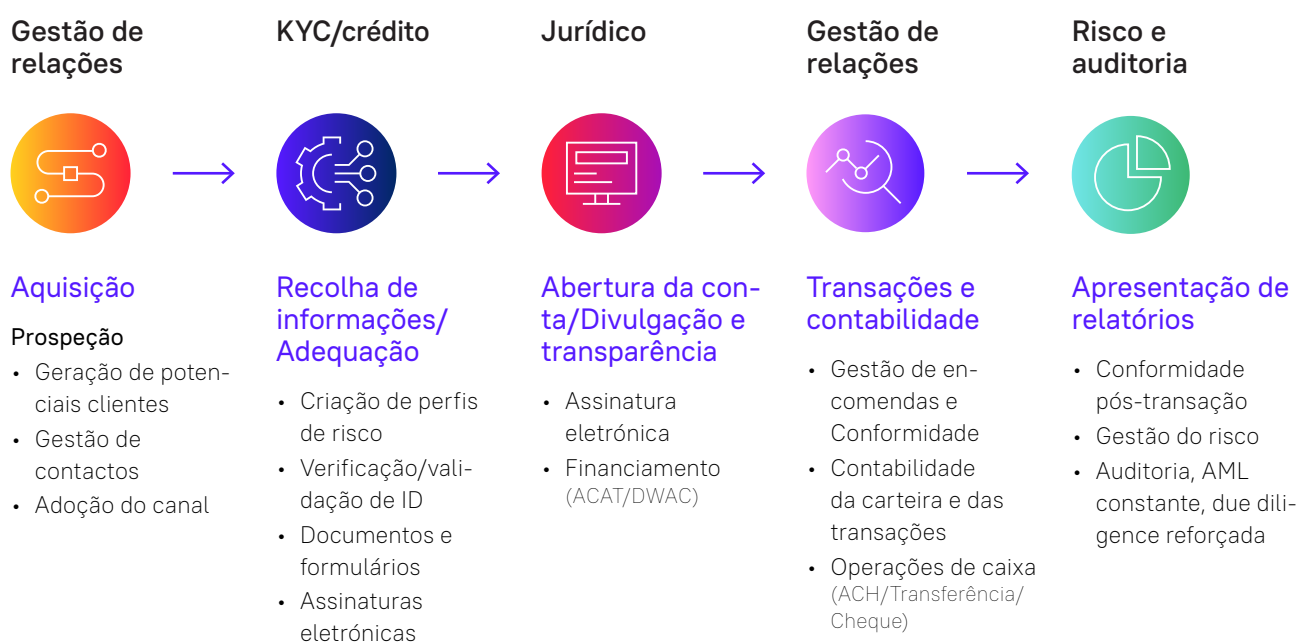 Gestão de
relações
KYC/crédito
Jurídico
Gestão de
relações
Risco e
auditoria
Aquisição
Prospeção
• Geração de poten-
ciais clientes
• Gestão de
contactos
• Adoção do canal
Recolha de
informações/
Adequação
• Criação de perfis
de risco
• Verificação/vali-
dação de ID
• Documentos e
formulários
• Assinaturas
eletrónicas
Abertura da con-
ta/Divulgação e
transparência
• Assinatura
eletrónica
• Financiamento
(ACAT/DWAC)
Transações e
contabilidade
• Gestão de en-
comendas e
Conformidade
• Contabilidade
da carteira e das
transações
• Operações de caixa
(ACH/Transferência/
Cheque)
Apresentação de
relatórios
• Conformidade
pós-transação
• Gestão do risco
• Auditoria, AML
constante, due dili-
gence reforçada